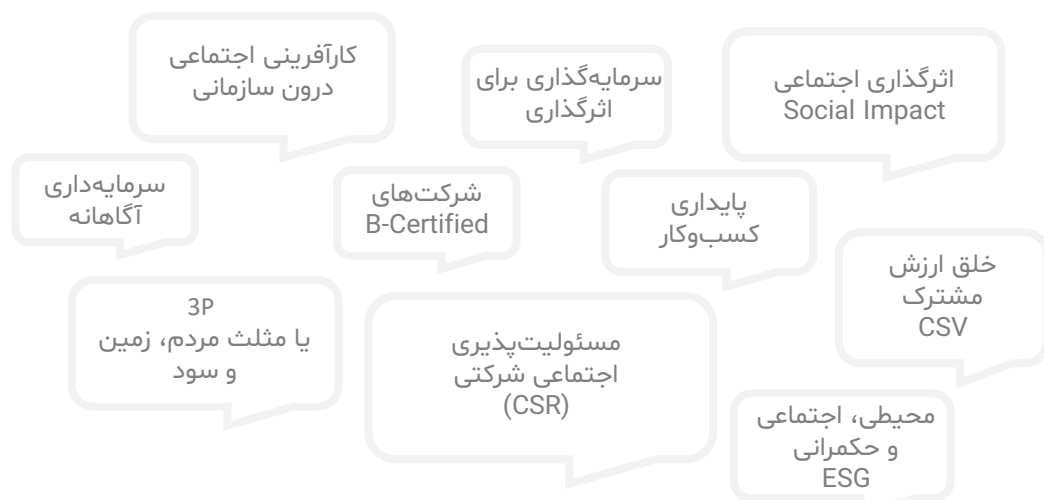 اثرگذاری اجتماعی
Social Impact
سرمایه‌گذاری برای
اثرگذاری
کارآفرینی اجتماعی
درون سازمانی
پایداری
کسب‌وکار
شرکت‌های
B-Certified
سرمایه‌داری
آگاهانه
خلق ارزش
مشترک
CSV
مسئولیت‌پذیری
اجتماعی شرکتی
(CSR)
3P
یا مثلث مردم، زمین
و سود
محیطی، اجتماعی
و حکمرانی
ESG